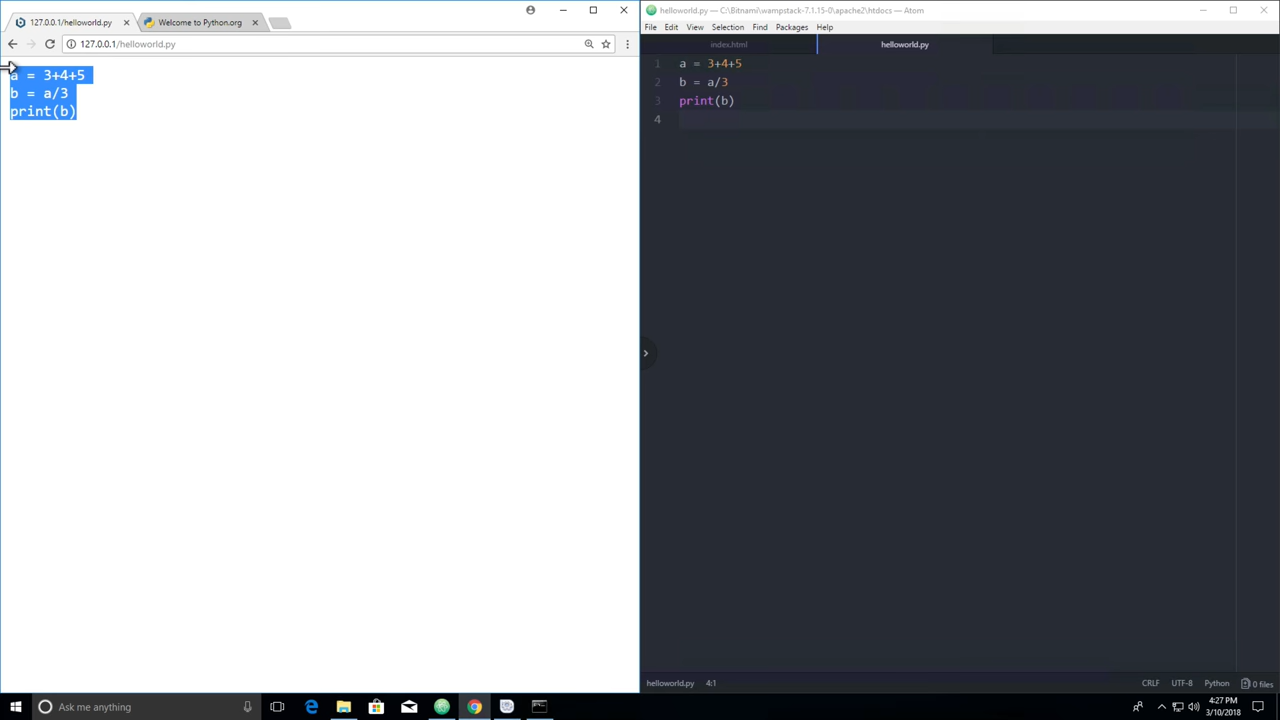 127.0.0.1/helloworld.py
Welcome to Python.org
127.0.0.1/helloworld.py
a = 3+4+5
b = a/3
print(b)
helloworld.py — C:\Bitnami\wampstack-7.1.15-0\apache2\htdocs — Atom
File Edit View Selection Find Packages Help
index.html
helloworld.py
1 a = 3+4+5
2 b = a/3
3 print(b)
4
helloworld.py 4:1
CRLF UTF-8 Python 0 files
Ask me anything
4:27 PM
3/10/2018